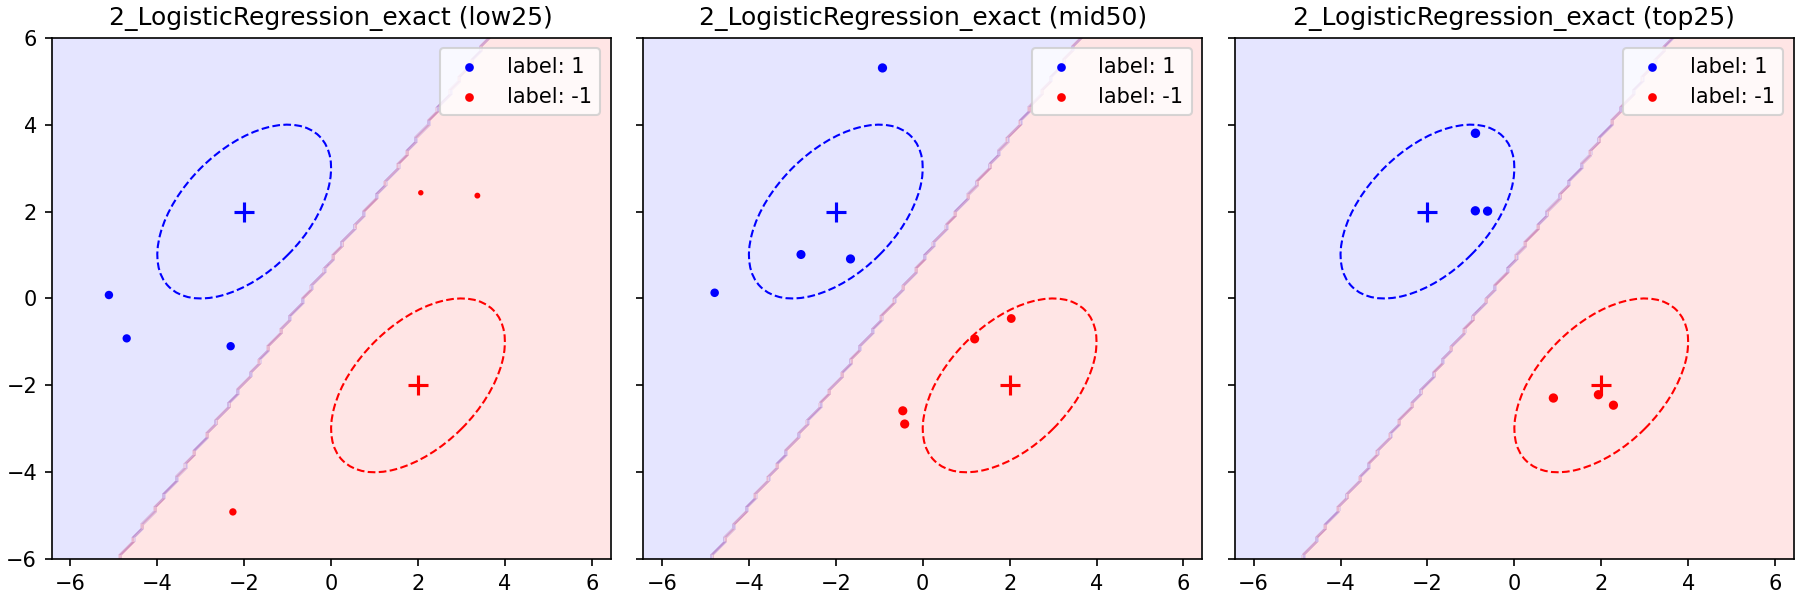 2_LogisticRegression_exact (low25)
2_LogisticRegression_exact (mid50)
2_LogisticRegression_exact (top25)
label: 1
label: -1
label: 1
label: -1
label: 1
label: -1
6
4
2
0
−2
−4
−6
−6 −4 −2 0 2 4 6
−6 −4 −2 0 2 4 6
−6 −4 −2 0 2 4 6